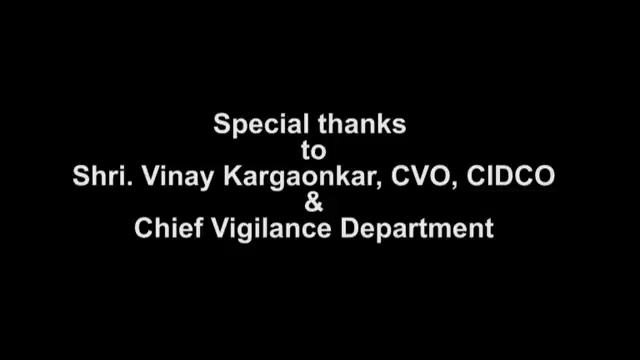 Special thanks
to
Shri. Vinay Kargaonkar, CVO, CIDCO
&
Chief Vigilance Department